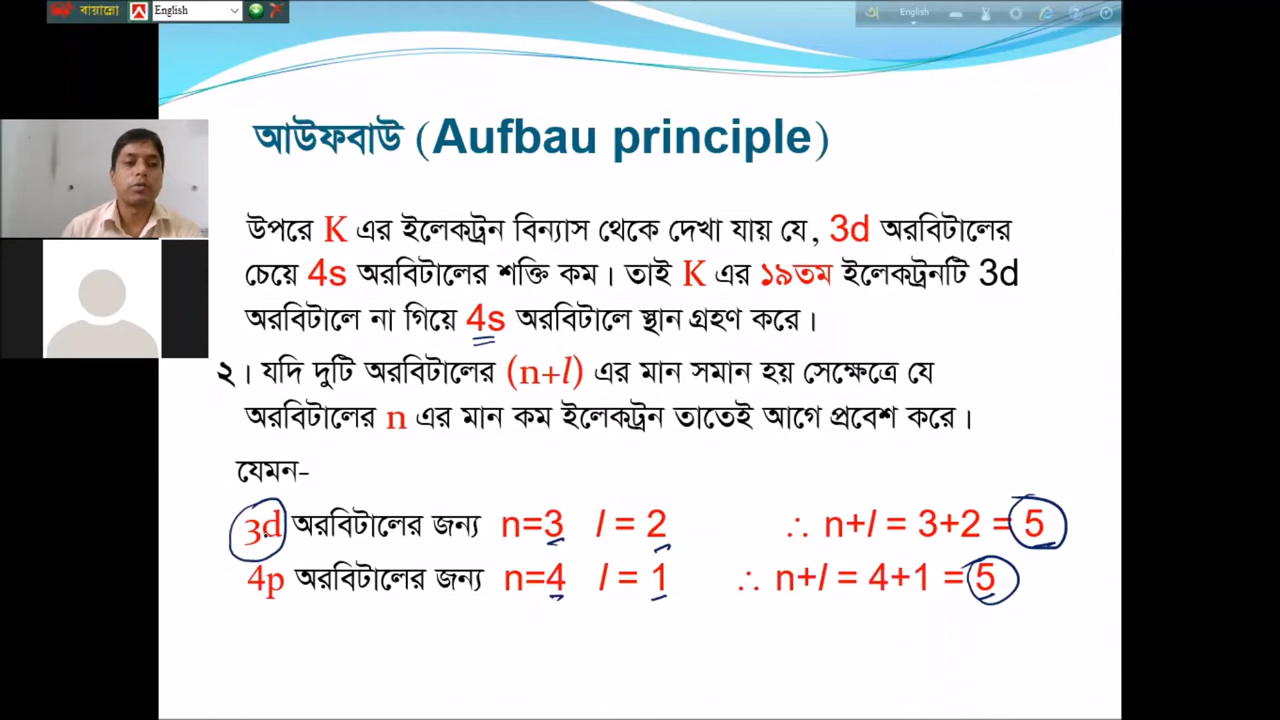 বায়ান্নো English অ English
আউফবাউ (Aufbau principle)
উপরে K এর ইলেকট্রন বিন্যাস থেকে দেখা যায় যে, 3d অরবিটালের
চেয়ে 4s অরবিটালের শক্তি কম। তাই K এর ১৯তম ইলেকট্রনটি 3d
অরবিটালে না গিয়ে 4s অরবিটালে স্থান গ্রহণ করে।
২। যদি দুটি অরবিটালের (n+l) এর মান সমান হয় সেক্ষেত্রে যে
অরবিটালের n এর মান কম ইলেকট্রন তাতেই আগে প্রবেশ করে।
যেমন-
3d অরবিটালের জন্য n=3 l = 2 ∴ n+l = 3+2 = 5
4p অরবিটালের জন্য n=4 l = 1 ∴ n+l = 4+1 = 5